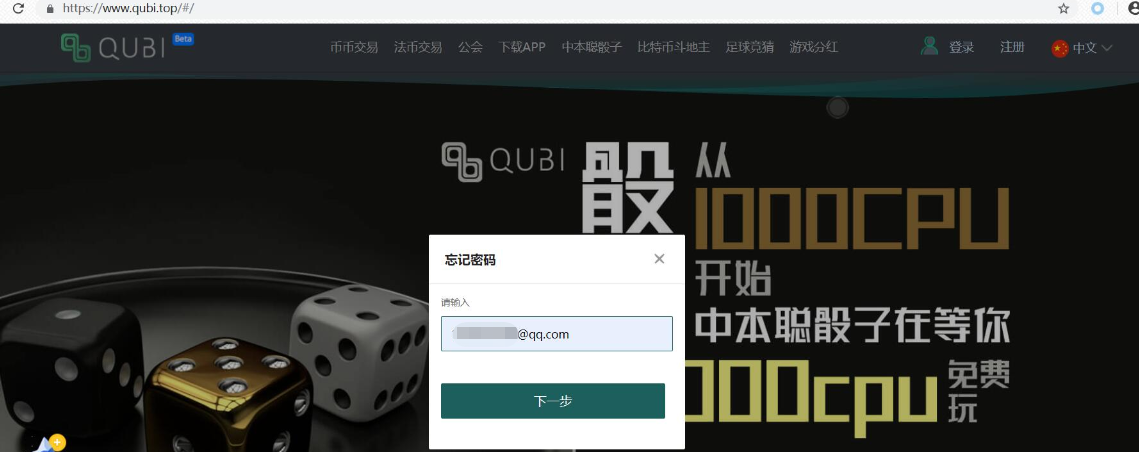 https://www.qubi.top/#/
QUBI Beta 币币交易 法币交易 公会 下载APP 中本聪骰子 比特币斗地主 足球竞猜 游戏分红 登录 注册 中文
QUBI 骰 从
1000CPU
殷
开始
中本聪骰子在等你
000cpu 免费
玩
忘记密码
请输入
@qq.com
下一步